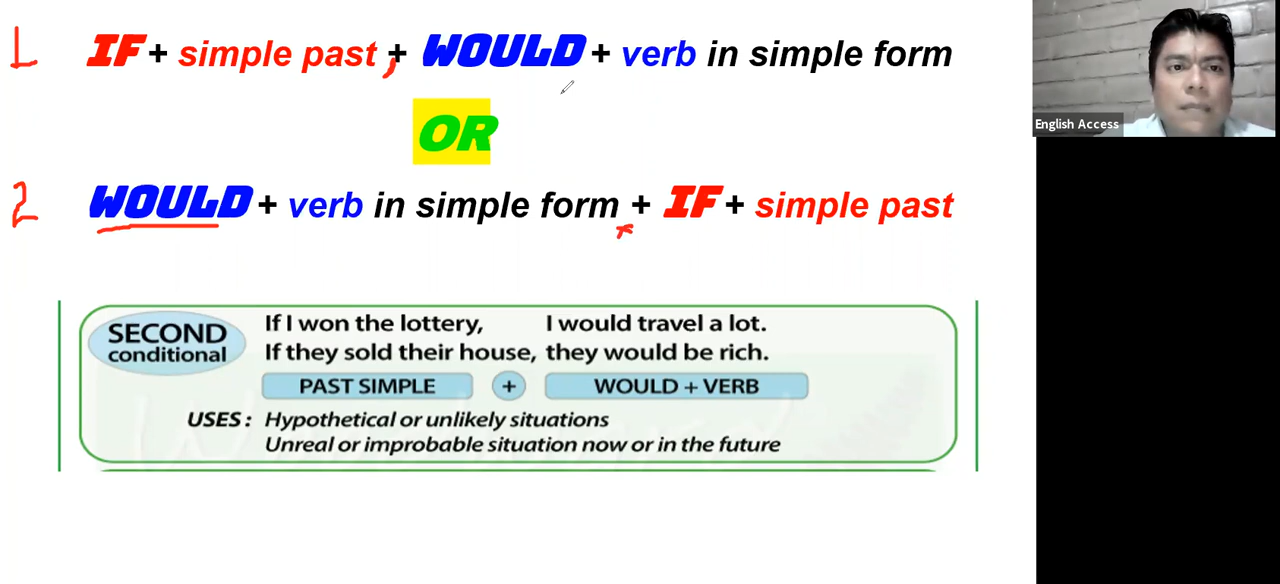 1 IF + simple past, + WOULD + verb in simple form
English Access
OR
2 WOULD + verb in simple form + IF + simple past
SECOND conditional
If I won the lottery, I would travel a lot.
If they sold their house, they would be rich.
PAST SIMPLE + WOULD + VERB
USES: Hypothetical or unlikely situations
Unreal or improbable situation now or in the future